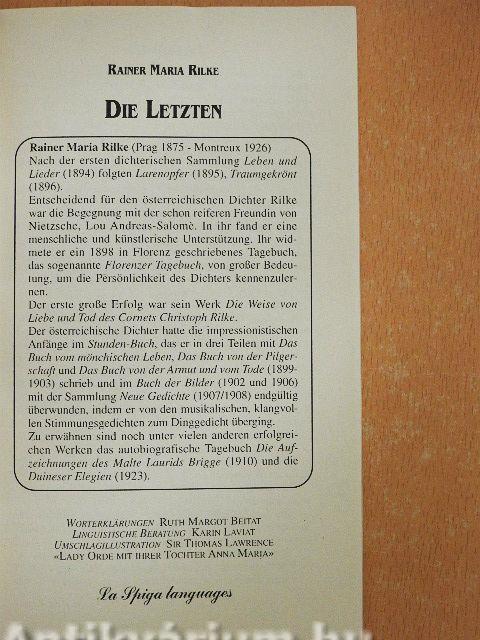 RAINER MARIA RILKE
DIE LETZTEN
Rainer Maria Rilke (Prag 1875 - Montreux 1926)
Nach der ersten dichterischen Sammlung Leben und
Lieder (1894) folgten Larenopfer (1895), Traumgekrönt
(1896).
Entscheidend für den österreichischen Dichter Rilke
war die Begegnung mit der schon reiferen Freundin von
Nietzsche, Lou Andreas-Salomè. In ihr fand er eine
menschliche und künstlerische Unterstützung. Ihr wid-
mete er ein 1898 in Florenz geschriebenes Tagebuch,
das sogenannte Florenzer Tagebuch, von großer Bedeu-
tung, um die Persönlichkeit des Dichters kennenzuler-
nen.
Der erste große Erfolg war sein Werk Die Weise von
Liebe und Tod des Cornets Christoph Rilke.
Der österreichische Dichter hatte die impressionistischen
Anfänge im Stunden-Buch, das er in drei Teilen mit Das
Buch vom mönchischen Leben, Das Buch von der Pilger-
schaft und Das Buch von der Armut und vom Tode (1899-
1903) schrieb und im Buch der Bilder (1902 und 1906)
mit der Sammlung Neue Gedichte (1907/1908) endgültig
überwunden, indem er von den musikalischen, klangvol-
len Stimmungsgedichten zum Dinggedicht überging.
Zu erwähnen sind noch unter vielen anderen erfolgrei-
chen Werken das autobiografische Tagebuch Die Auf-
zeichnungen des Malte Laurids Brigge (1910) und die
Duineser Elegien (1923).
WORTERKLÄRUNGEN RUTH MARGOT BEITAT
LINGUISTISCHE BERATUNG KARIN LAVIAT
UMSCHLAGILLUSTRATION SIR THOMAS LAWRENCE
«LADY ORDE MIT IHRER TOCHTER ANNA MARIA»
La Spiga languages
Antikvárium.hu